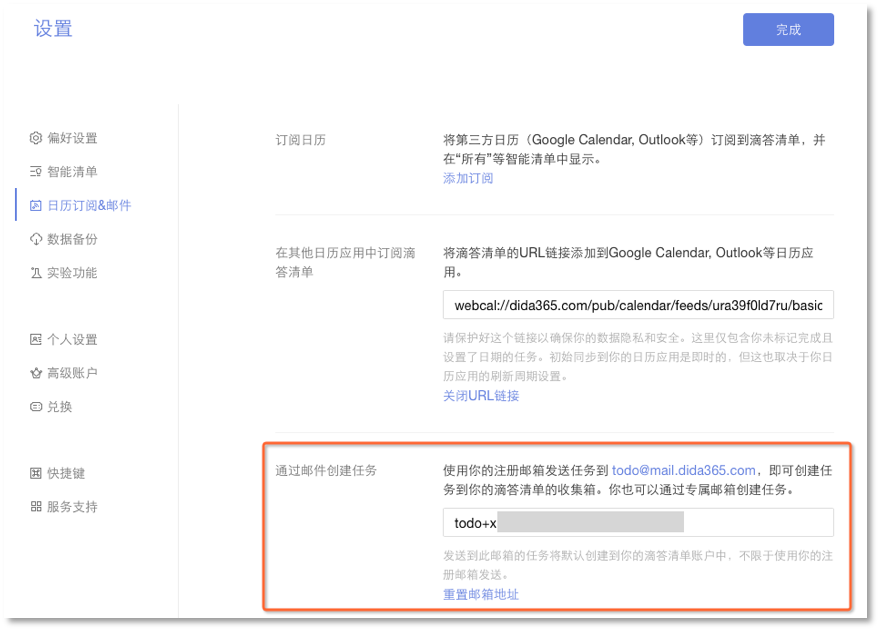 设置
完成
偏好设置
智能清单
日历订阅&邮件
数据备份
实验功能
个人设置
高级账户
兑换
快捷键
服务支持
订阅日历
将第三方日历（Google Calendar, Outlook等）订阅到滴答清单，并
在“所有”等智能清单中显示。
添加订阅
在其他日历应用中订阅滴
答清单
将滴答清单的URL链接添加到Google Calendar, Outlook等日历应
用。
webcal://dida365.com/pub/calendar/feeds/ura39f0ld7ru/basic
请保护好这个链接以确保你的数据隐私和安全。这里仅包含你未标记完成且
设置了日期的任务。初始同步到你的日历应用是即时的，但这也取决于你日
历应用的刷新周期设置。
关闭URL链接
通过邮件创建任务
使用你的注册邮箱发送任务到 todo@mail.dida365.com，即可创建任
务到你的滴答清单的收集箱。你也可以通过专属邮箱创建任务。
todo+x
发送到此邮箱的任务将默认创建到你的滴答清单账户中，不限于使用你的注
册邮箱发送。
重置邮箱地址